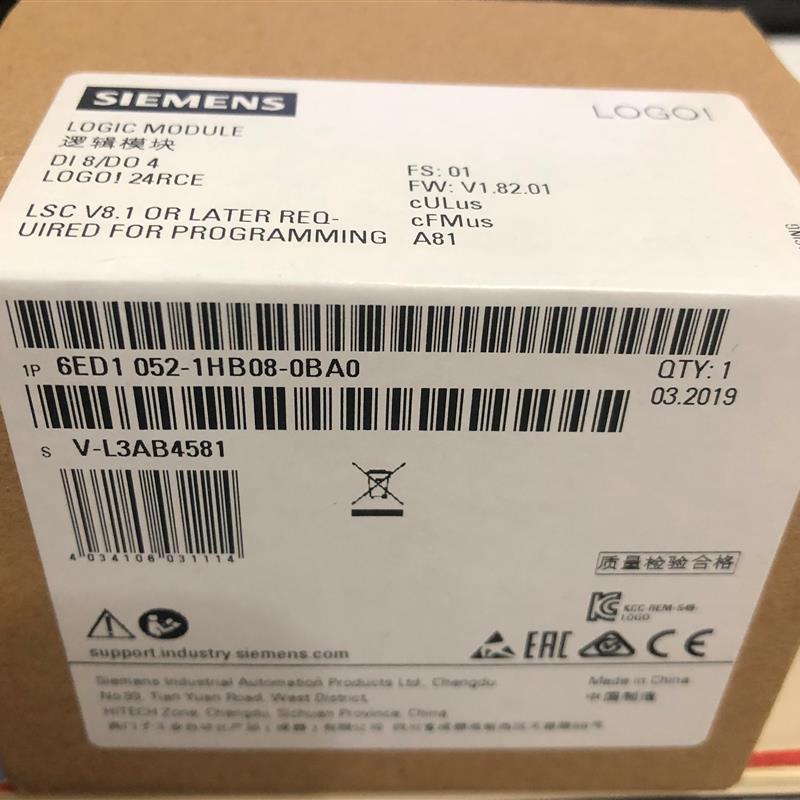 SIEMENS
LOGO!
LOGIC MODULE
逻辑模块
DI 8/DO 4
LOGO! 24RCE
LSC V8.1 OR LATER REQ-
UIRED FOR PROGRAMMING
FS: 01
FW: V1.82.01
cULus
cFMus
A81
1P 6ED1 052-1HB08-0BA0
QTY: 1
03.2019
S V-L3AB4581
4 034106 031114
质量检验合格
KCC-REM-S49-
LOGO
EAC
CE
support.industry siemens.com
Siemens Industrial Automation Products Ltd., Chengdu
No.99, Tian Yuan Road, West District,
HITECH Zone, Chengdu, Sichuan Province, China
Made in China
中国制造